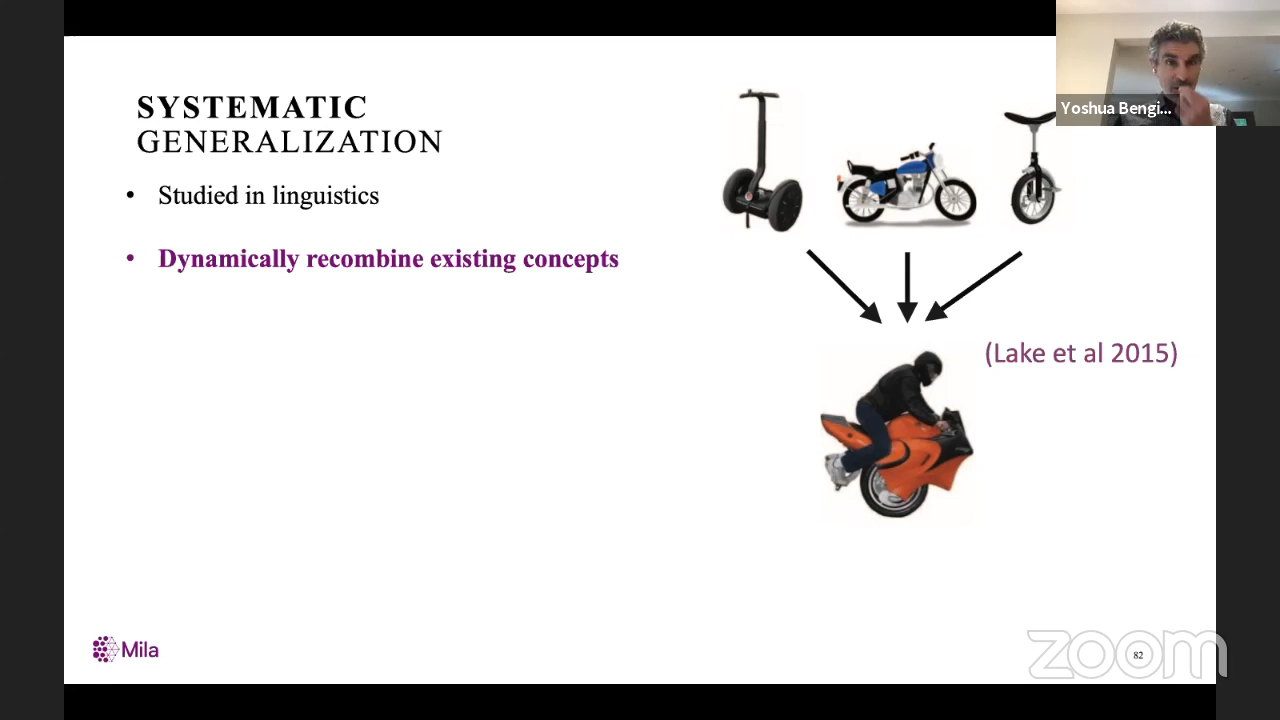 SYSTEMATIC
GENERALIZATION
• Studied in linguistics
• Dynamically recombine existing concepts
(Lake et al 2015)
Yoshua Bengi...
Mila
82
zoom